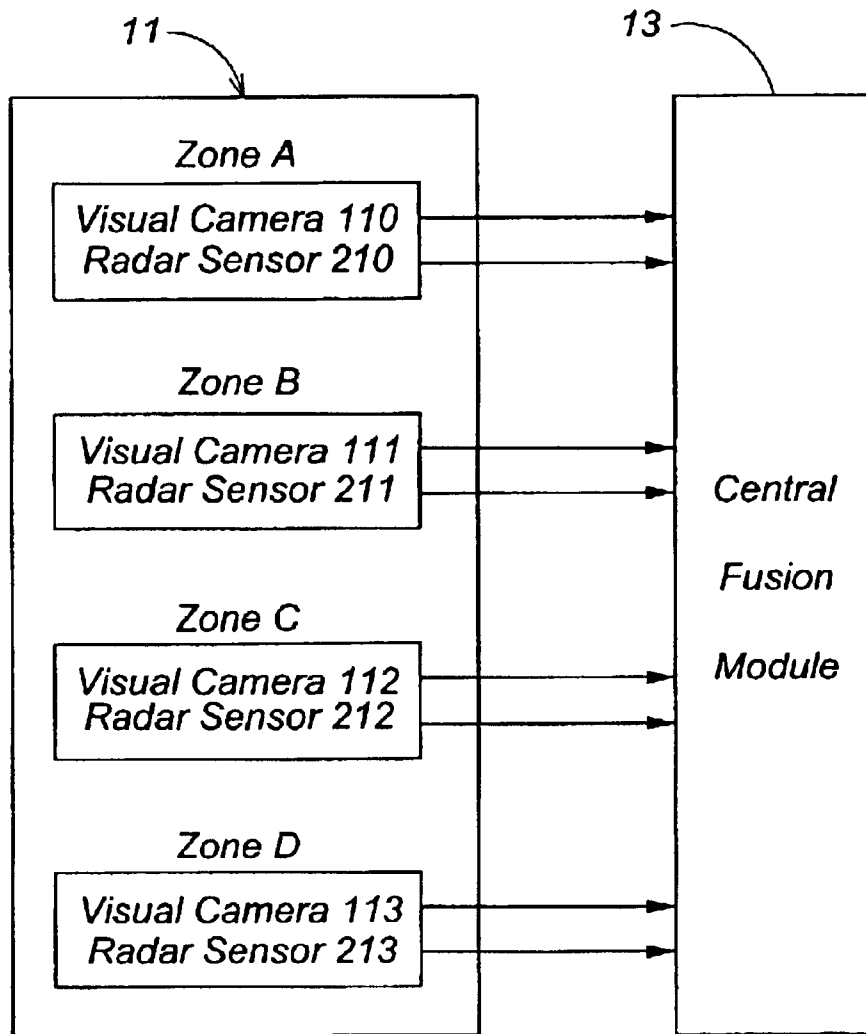 11
13
Zone A
Visual Camera 110
Radar Sensor 210
Zone B
Visual Camera 111
Radar Sensor 211
Zone C
Visual Camera 112
Radar Sensor 212
Zone D
Visual Camera 113
Radar Sensor 213
Central
Fusion
Module